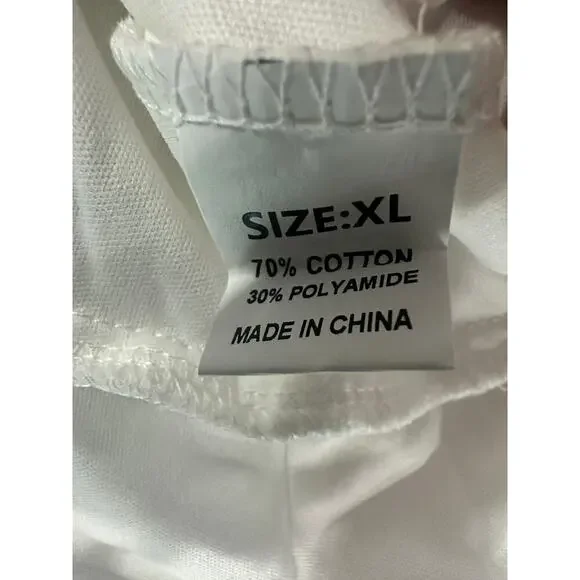 SIZE:XL
70% COTTON
30% POLYAMIDE
MADE IN CHINA